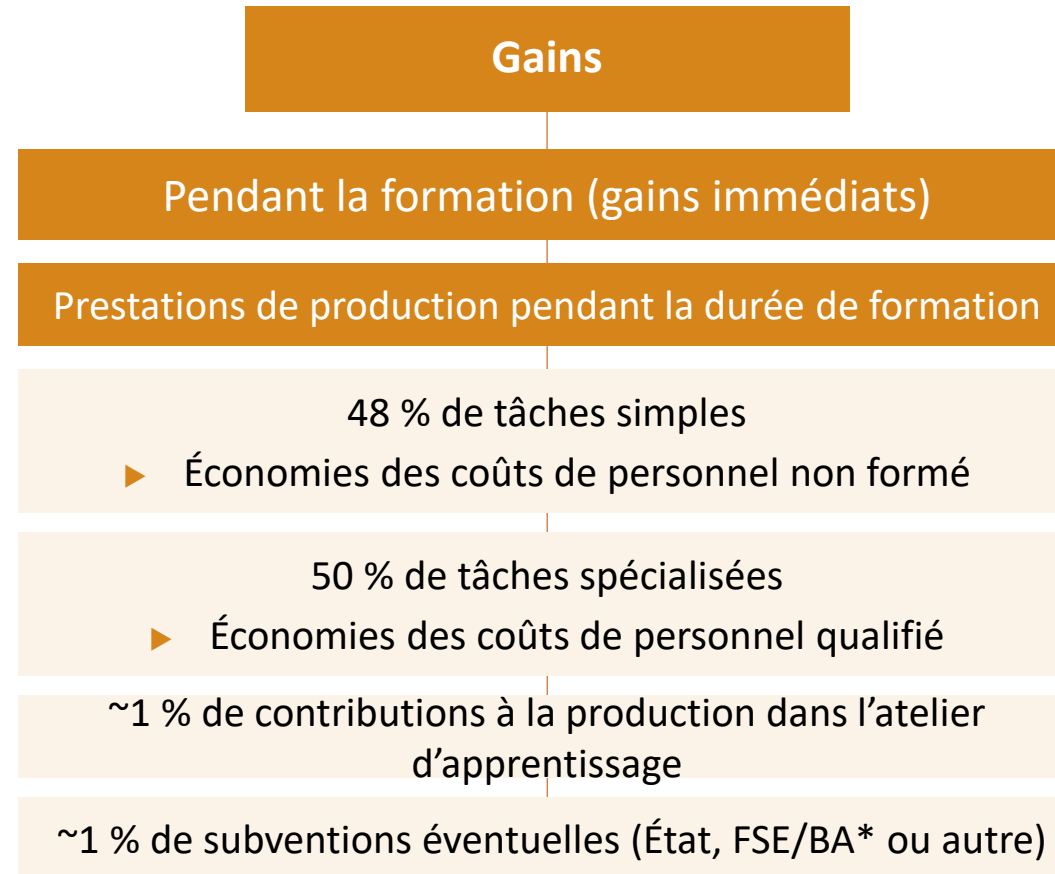 Gains
Pendant la formation (gains immédiats)
Prestations de production pendant la durée de formation
48 % de tâches simples
▶ Économies des coûts de personnel non formé
50 % de tâches spécialisées
▶ Économies des coûts de personnel qualifié
~1 % de contributions à la production dans l’atelier
d’apprentissage
~1 % de subventions éventuelles (État, FSE/BA* ou autre)